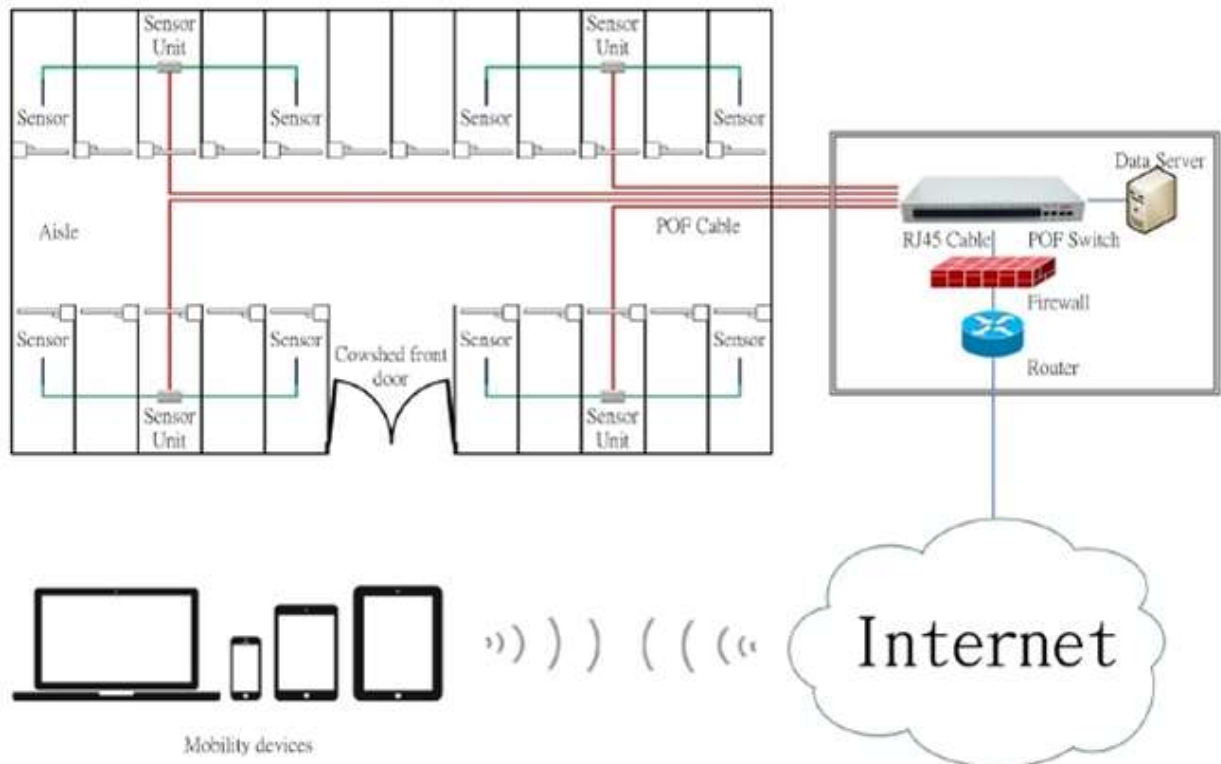 Sensor
Unit
Sensor
Unit
Sensor
Sensor
Sensor
Sensor
Data Server
Aisle
POF Cable
RJ45 Cable
POF Switch
Firewall
Sensor
Sensor
Sensor
Sensor
Cowshed front
door
Router
Sensor
Unit
Sensor
Unit
Internet
Mobility devices